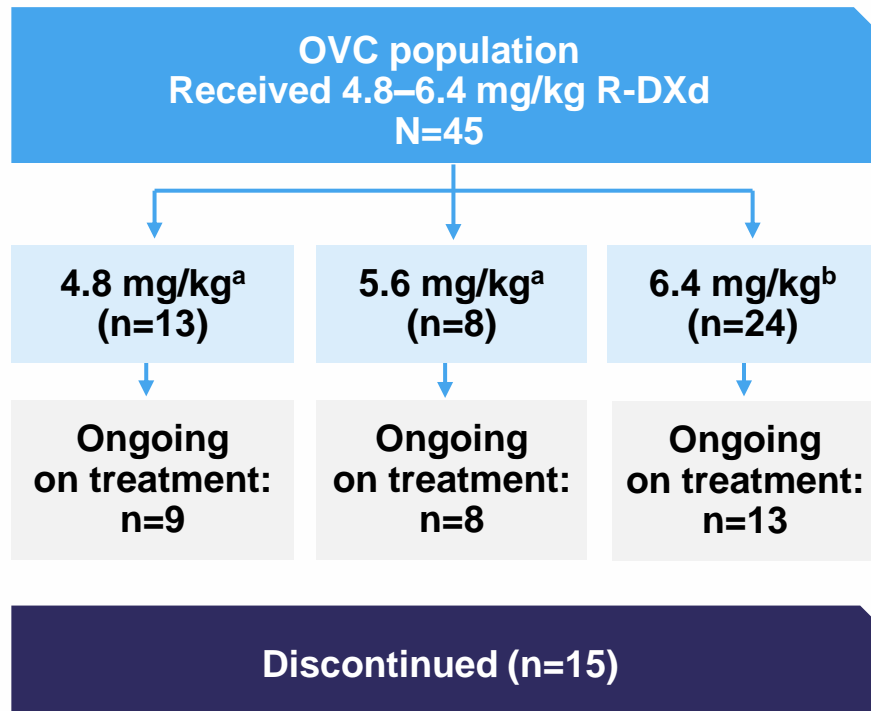 OVC population
Received 4.8–6.4 mg/kg R-DXd
N=45
4.8 mg/kgᵃ
(n=13)
5.6 mg/kgᵃ
(n=8)
6.4 mg/kgᵇ
(n=24)
Ongoing
on treatment:
n=9
Ongoing
on treatment:
n=8
Ongoing
on treatment:
n=13
Discontinued (n=15)